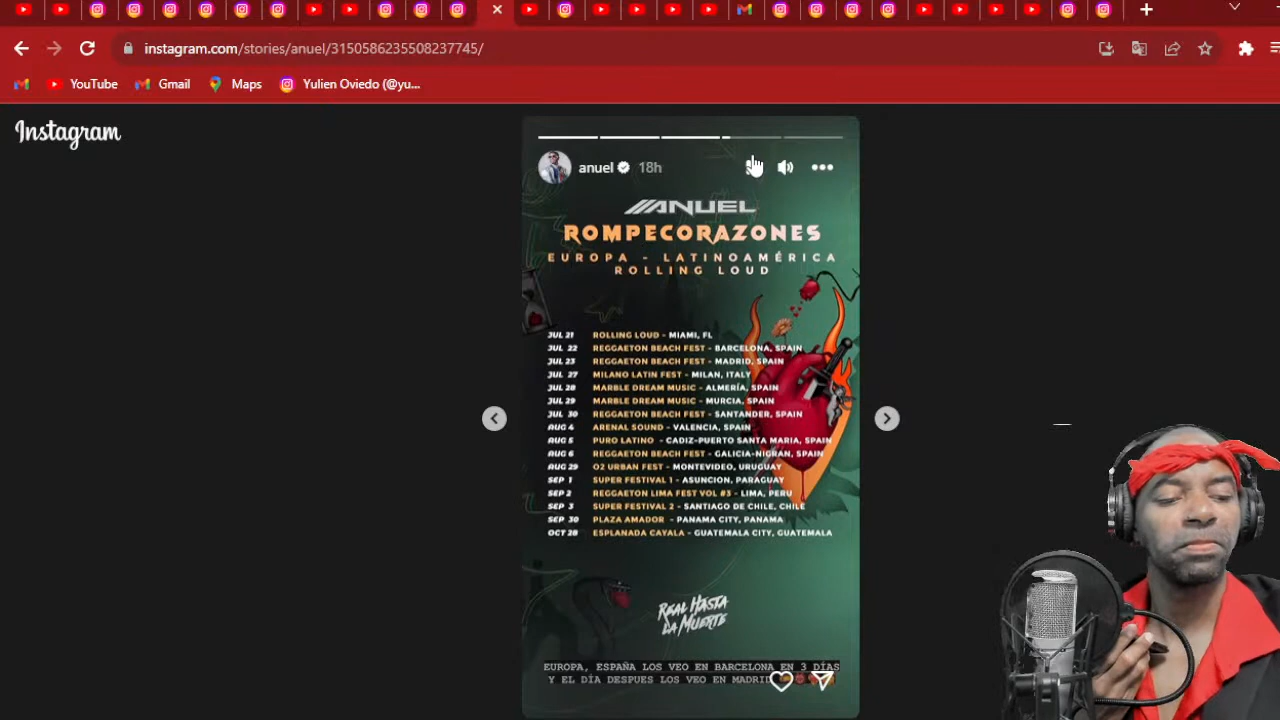 instagram.com/stories/anuel/3150586235508237745/
YouTube Gmail Maps Yulien Oviedo (@yu...
Instagram
anuel 18h
ANUEL
ROMPECORAZONES
EUROPA - LATINOAMÉRICA
ROLLING LOUD
JUL 21 ROLLING LOUD - MIAMI, FL
JUL 22 REGGAETON BEACH FEST - BARCELONA, SPAIN
JUL 23 REGGAETON BEACH FEST - MADRID, SPAIN
JUL 27 MILANO LATIN FEST - MILAN, ITALY
JUL 28 MARBLE DREAM MUSIC - ALMERÍA, SPAIN
JUL 29 MARBLE DREAM MUSIC - MURCIA, SPAIN
JUL 30 REGGAETON BEACH FEST - SANTANDER, SPAIN
AUG 4 ARENAL SOUND - VALENCIA, SPAIN
AUG 5 PURO LATINO - CADIZ-PUERTO SANTA MARIA, SPAIN
AUG 6 REGGAETON BEACH FEST - GALICIA-NIGRAN, SPAIN
AUG 29 O2 URBAN FEST - MONTEVIDEO, URUGUAY
SEP 1 SUPER FESTIVAL 1 - ASUNCION, PARAGUAY
SEP 2 REGGAETON LIMA FEST VOL #3 - LIMA, PERU
SEP 3 SUPER FESTIVAL 2 - SANTIAGO DE CHILE, CHILE
SEP 30 PLAZA AMADOR - PANAMA CITY, PANAMA
OCT 28 ESPLANADA CAYALA - GUATEMALA CITY, GUATEMALA
REAL HASTA
LA MUERTE
EUROPA, ESPAÑA LOS VEO EN BARCELONA EN 3 DÍAS
Y EL DÍA DESPUES LOS VEO EN MADRID